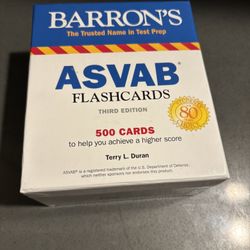 BARRON'S
The Trusted Name in Test Prep
ASVAB®
FLASHCARDS
THIRD EDITION
80
500 CARDS
to help you achieve a higher score
Terry L. Duran
ASVAB® is a registered trademark of the U.S. Department of Defense,
which neither sponsors nor endorses this product.